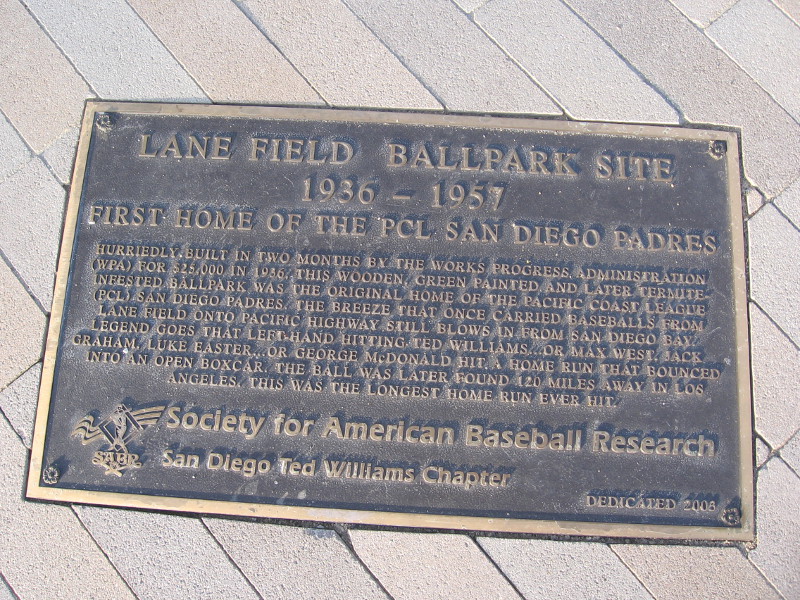 LANE FIELD BALLPARK SITE
1936 – 1957
FIRST HOME OF THE PCL SAN DIEGO PADRES
HURRIEDLY BUILT IN TWO MONTHS BY THE WORKS PROGRESS ADMINISTRATION
(WPA) FOR $25,000 IN 1936, THIS WOODEN, GREEN PAINTED AND LATER TERMITE-
INFESTED BALLPARK WAS THE ORIGINAL HOME OF THE PACIFIC COAST LEAGUE
(PCL) SAN DIEGO PADRES. THE BREEZE THAT ONCE CARRIED BASEBALLS FROM
LANE FIELD ONTO PACIFIC HIGHWAY STILL BLOWS IN FROM SAN DIEGO BAY.
LEGEND GOES THAT LEFT-HAND HITTING TED WILLIAMS...OR MAX WEST, JACK
GRAHAM, LUKE EASTER...OR GEORGE McDONALD HIT A HOME RUN THAT BOUNCED
INTO AN OPEN BOXCAR. THE BALL WAS LATER FOUND 120 MILES AWAY IN LOS
ANGELES. THIS WAS THE LONGEST HOME RUN EVER HIT.
Society for American Baseball Research
SABR San Diego Ted Williams Chapter
DEDICATED 2003